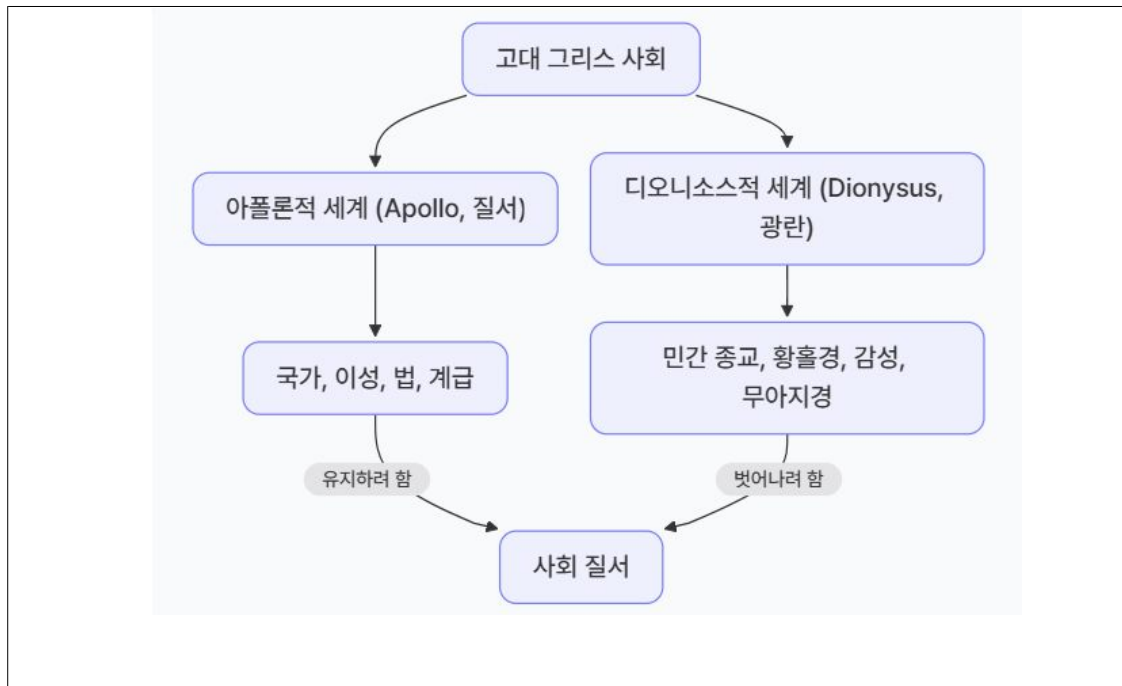 고대 그리스 사회
아폴론적 세계 (Apollo, 질서)
디오니소스적 세계 (Dionysus,
광란)
국가, 이성, 법, 계급
민간 종교, 황홀경, 감성,
무아지경
유지하려 함
벗어나려 함
사회 질서